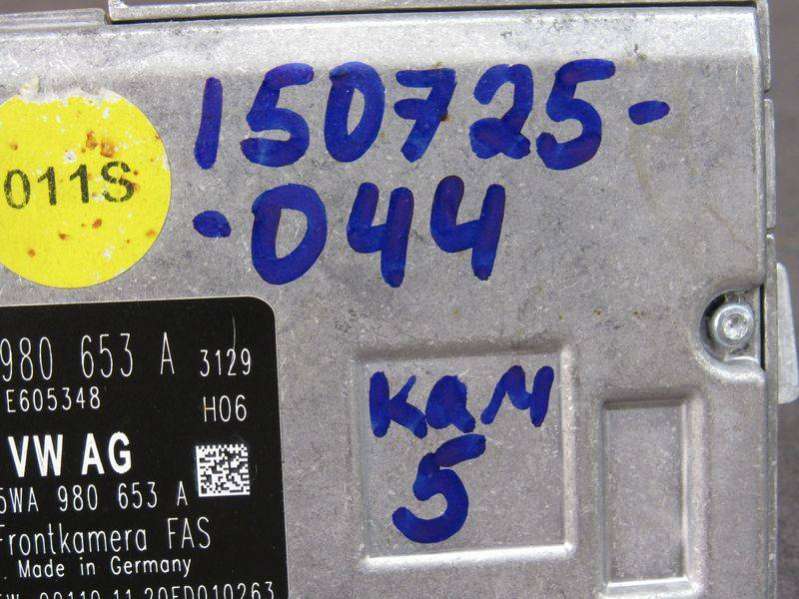 150725-
-044
011S
980 653 A 3129
E605348
H06
VW AG
5WA 980 653 A
Frontkamera FAS
Made in Germany
кам
5